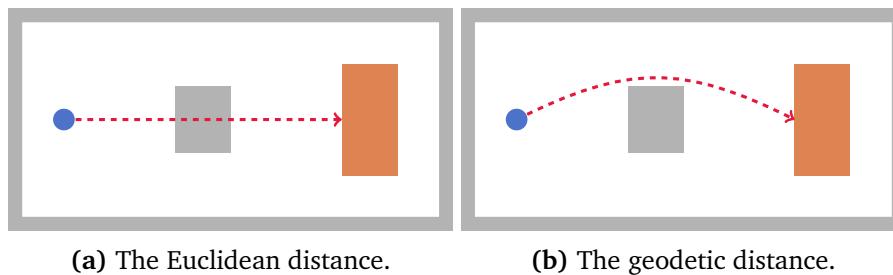 (a) The Euclidean distance.
(b) The geodetic distance.